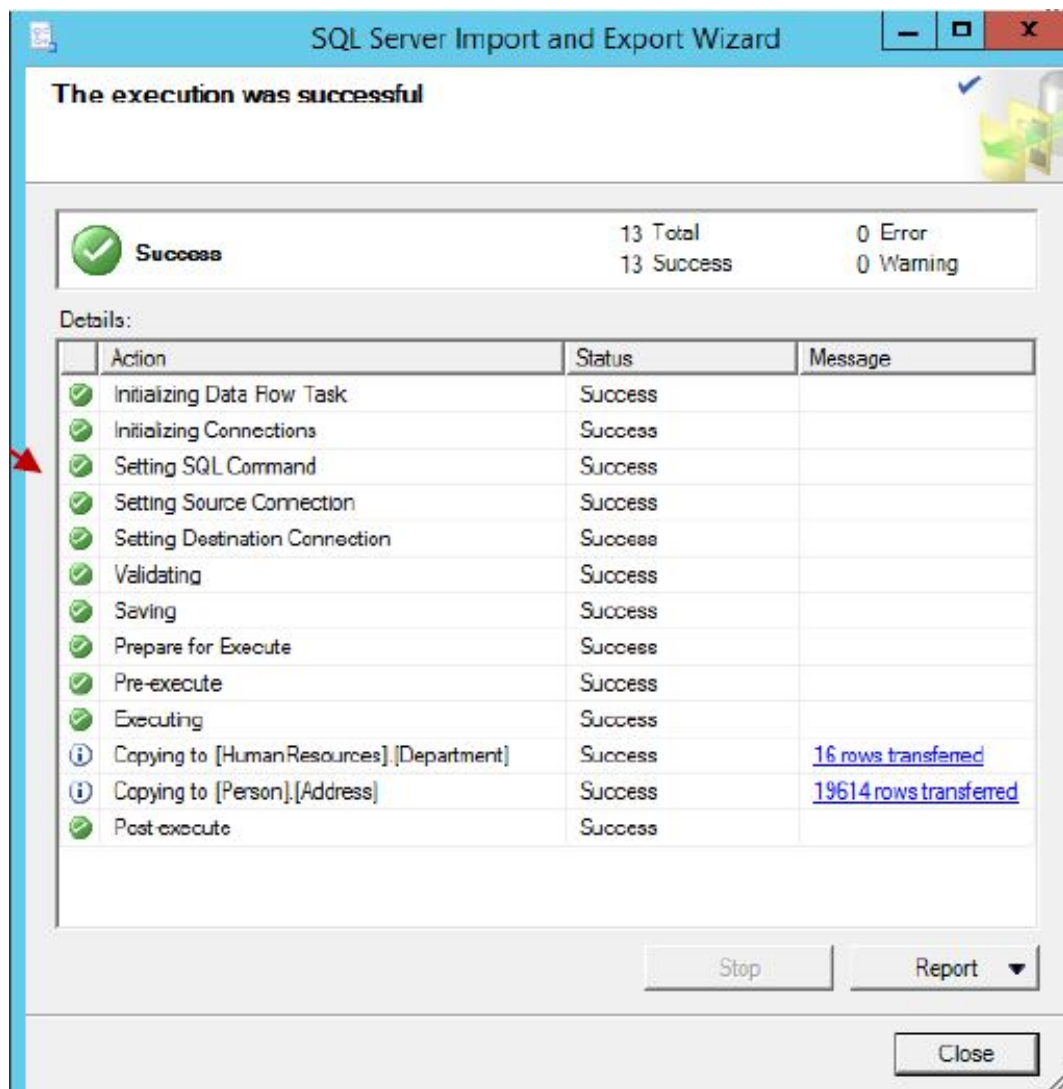 SQL Server Import and Export Wizard
The execution was successful
Success
13 Total
0 Error
13 Success
0 Warning
Details:
Action Status Message
Initializing Data Flow Task Success
Initializing Connections Success
Setting SQL Command Success
Setting Source Connection Success
Setting Destination Connection Success
Validating Success
Saving Success
Prepare for Execute Success
Pre-execute Success
Executing Success
Copying to [HumanResources].[Department] Success 16 rows transferred
Copying to [Person].[Address] Success 19614 rows transferred
Post-execute Success
Stop Report
Close